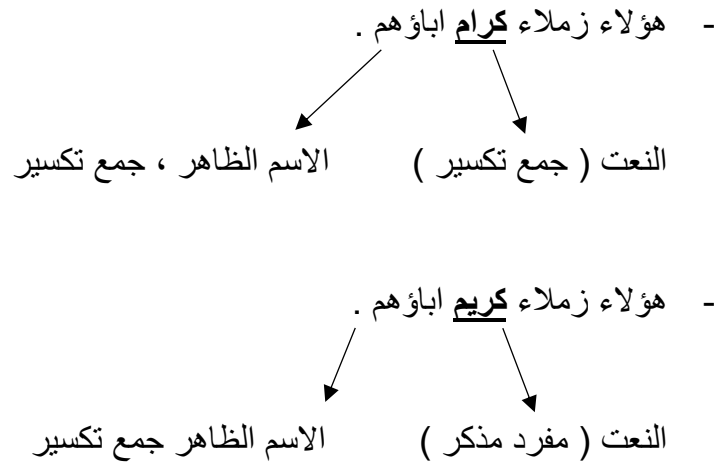 - هؤلاء زملاء كرام اباؤهم .
النعت ( جمع تكسير ) الاسم الظاهر ، جمع تكسير
- هؤلاء زملاء كريم اباؤهم .
النعت ( مفرد مذكر ) الاسم الظاهر جمع تكسير